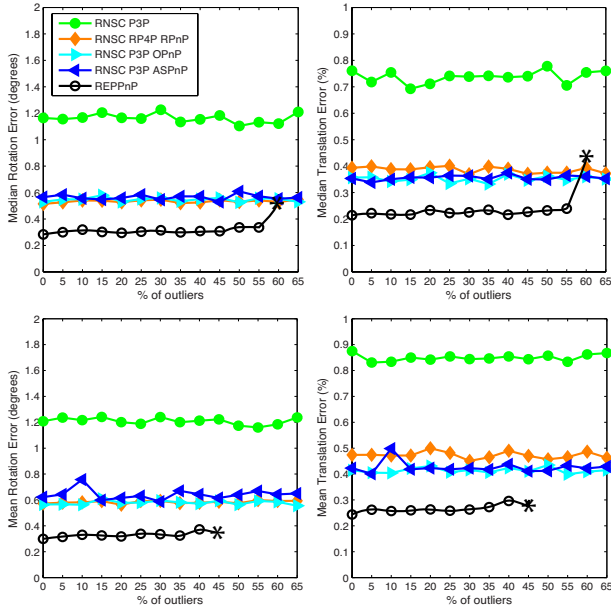 RNSC P3P
RNSC RP4P RPnP
RNSC P3P OPnP
RNSC P3P ASPnP
REPPnP
Median Rotation Error (degrees)
2
1.8
1.6
1.4
1.2
1
0.8
0.6
0.4
0.2
0
0 5 10 15 20 25 30 35 40 45 50 55 60 65
% of outliers
Median Translation Error (%)
1
0.9
0.8
0.7
0.6
0.5
0.4
0.3
0.2
0.1
0
0 5 10 15 20 25 30 35 40 45 50 55 60 65
% of outliers
Mean Rotation Error (degrees)
2
1.8
1.6
1.4
1.2
1
0.8
0.6
0.4
0.2
0
0 5 10 15 20 25 30 35 40 45 50 55 60 65
% of outliers
Mean Translation Error (%)
1
0.9
0.8
0.7
0.6
0.5
0.4
0.3
0.2
0.1
0
0 5 10 15 20 25 30 35 40 45 50 55 60 65
% of outliers